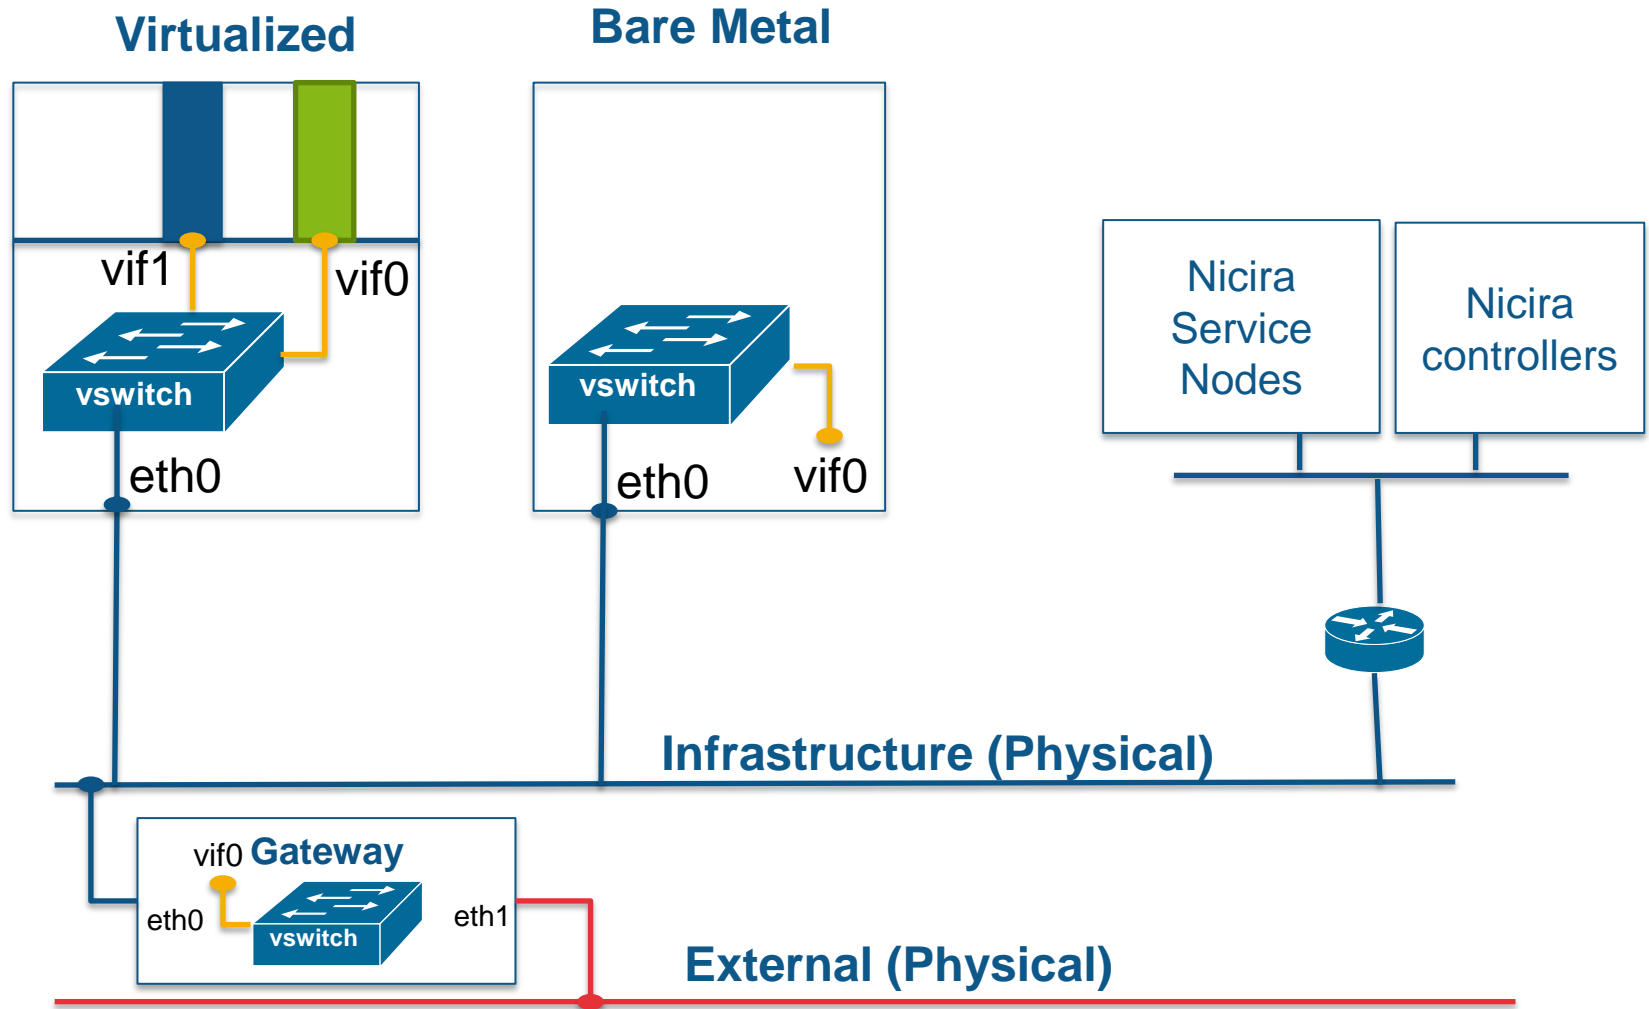 Virtualized
Bare Metal
vif1
vif0
vswitch
eth0
vswitch
eth0
vif0
Nicira
Service
Nodes
Nicira
controllers
Infrastructure (Physical)
vif0
Gateway
eth0
vswitch
eth1
External (Physical)